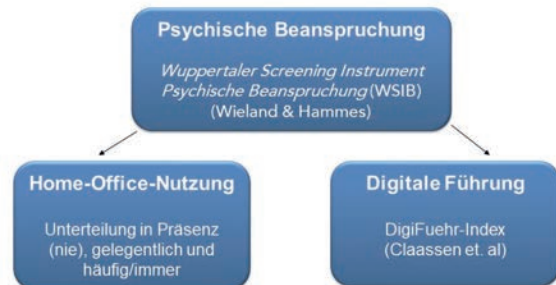 Psychische Beanspruchung
Wuppertaler Screening Instrument
Psychische Beanspruchung (WSIB)
(Wieland & Hammes)
Home-Office-Nutzung
Unterteilung in Präsenz
(nie), gelegentlich und
häufig/immer
Digitale Führung
DigiFuehr-Index
(Claassen et. al)